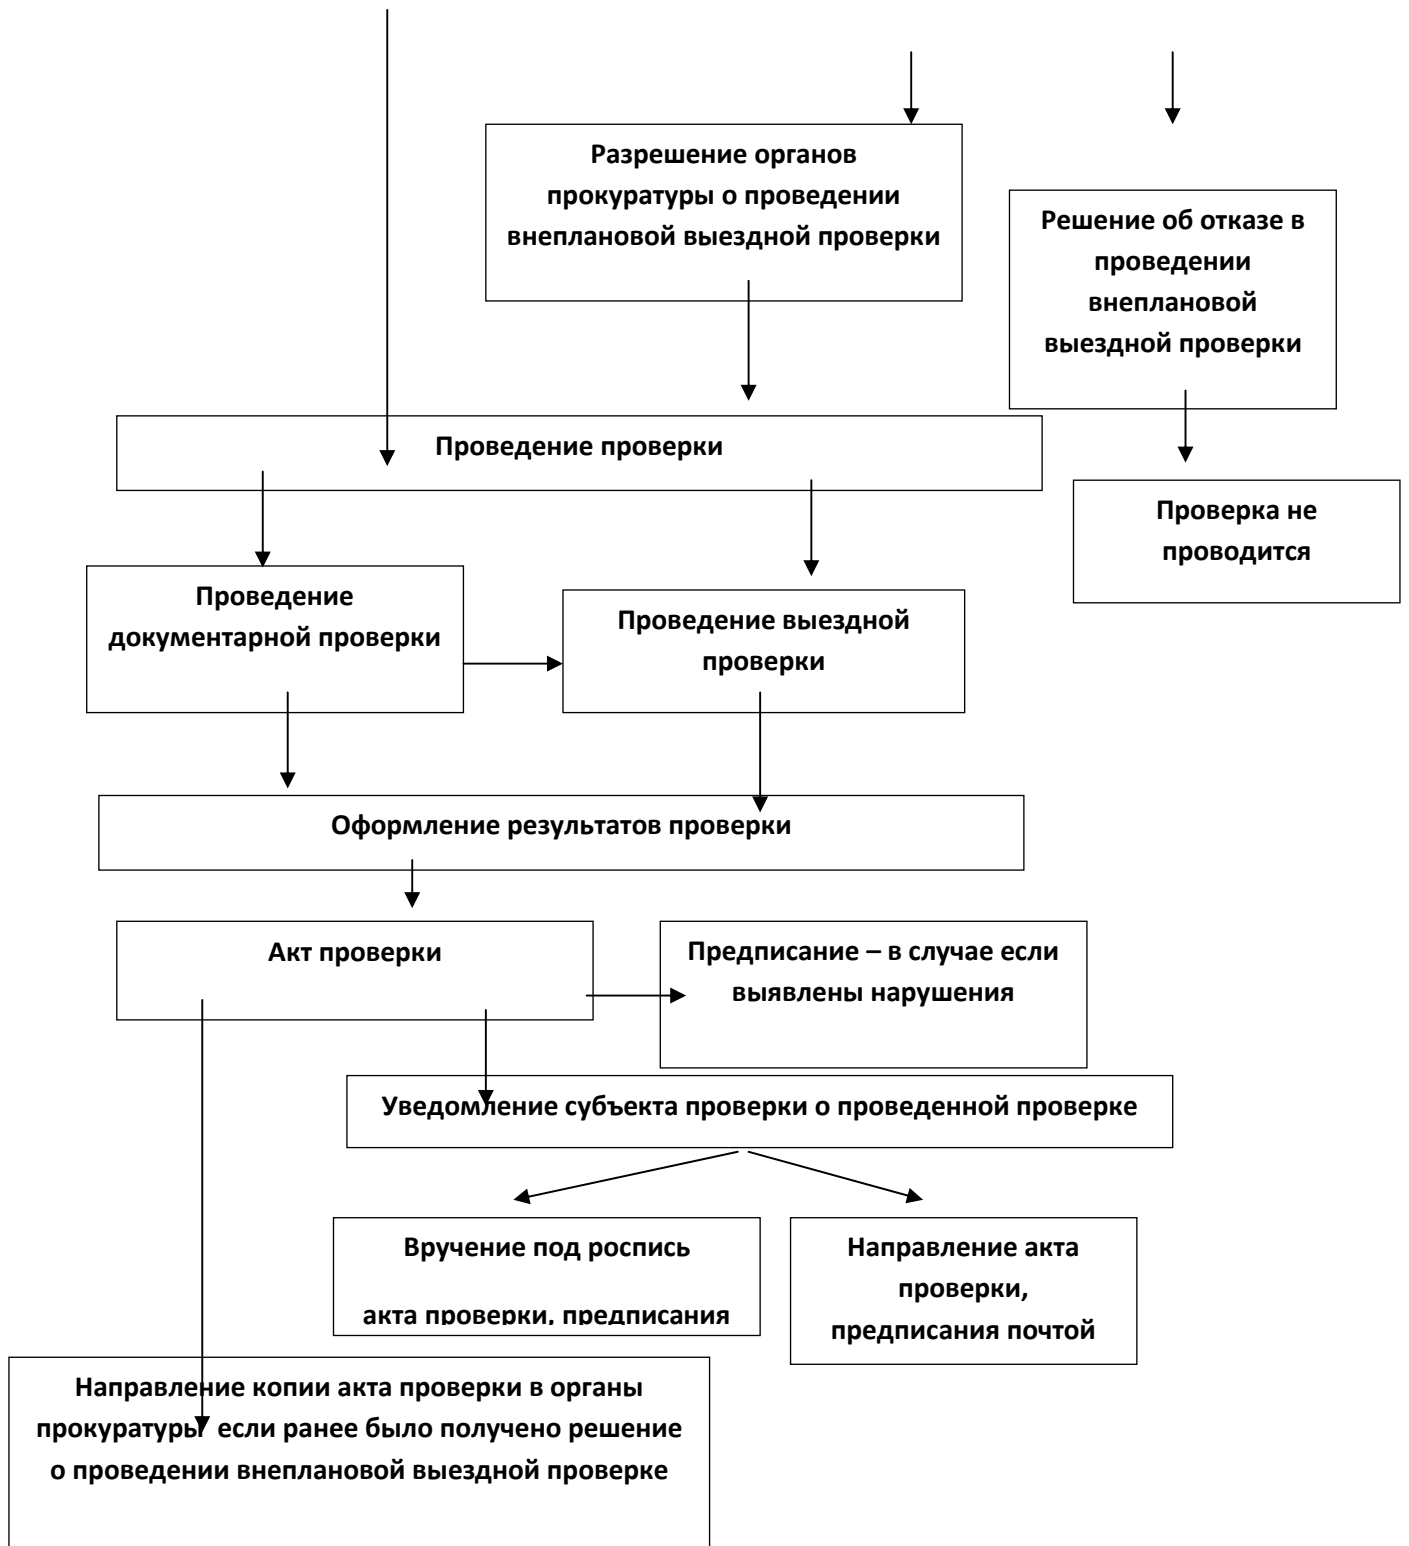 Разрешение органов
прокуратуры о проведении
внеплановой выездной проверки
Решение об отказе в
проведении
внеплановой
выездной проверки
Проведение проверки
Проверка не
проводится
Проведение
документарной проверки
Проведение выездной
проверки
Оформление результатов проверки
Акт проверки
Предписание – в случае если
выявлены нарушения
Уведомление субъекта проверки о проведенной проверке
Вручение под роспись
акта проверки, предписания
Направление акта
проверки,
предписания почтой
Направление копии акта проверки в органы
прокуратуры если ранее было получено решение
о проведении внеплановой выездной проверке